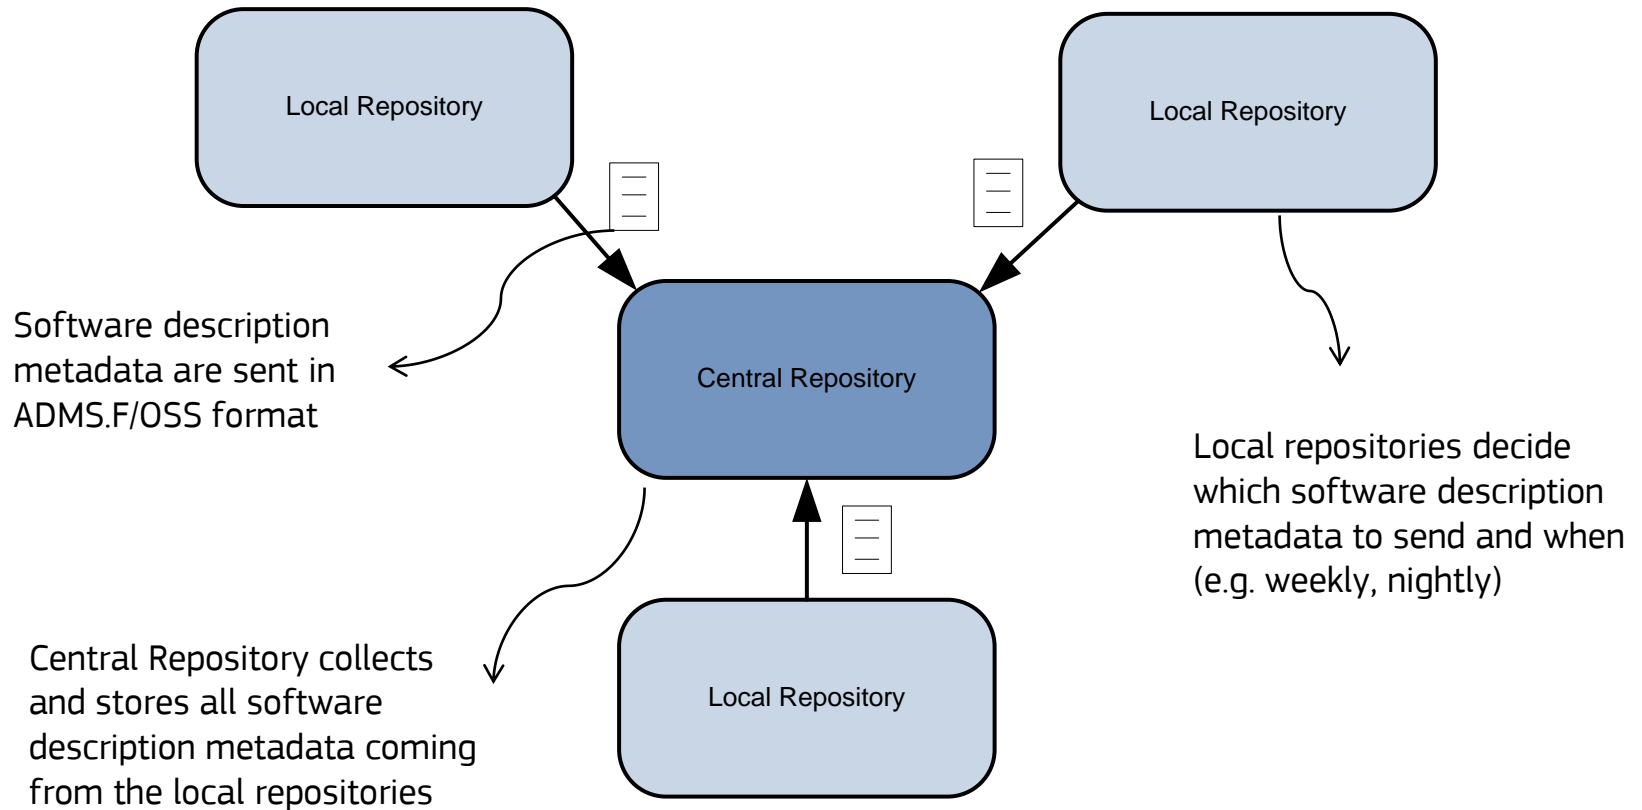 Local Repository
Local Repository
Software description
metadata are sent in
ADMS.F/OSS format
Central Repository
Local repositories decide
which software description
metadata to send and when
(e.g. weekly, nightly)
Central Repository collects
and stores all software
description metadata coming
from the local repositories
Local Repository